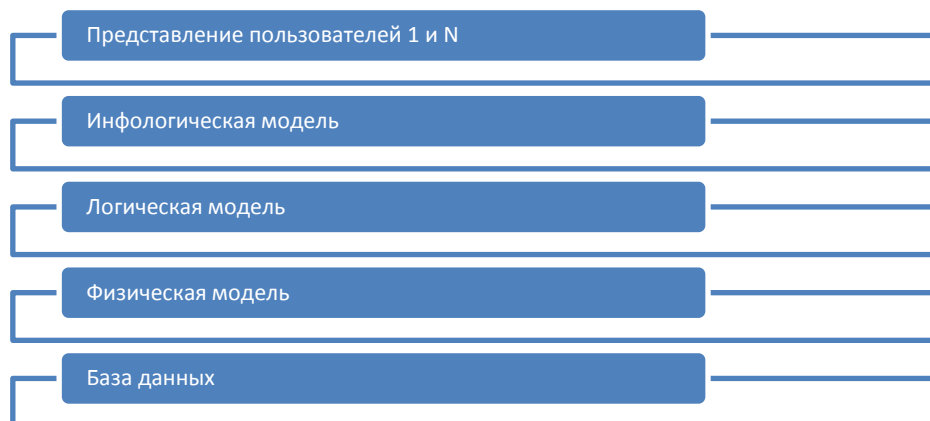 Представление пользователей 1 и N
Инфологическая модель
Логическая модель
Физическая модель
База данных